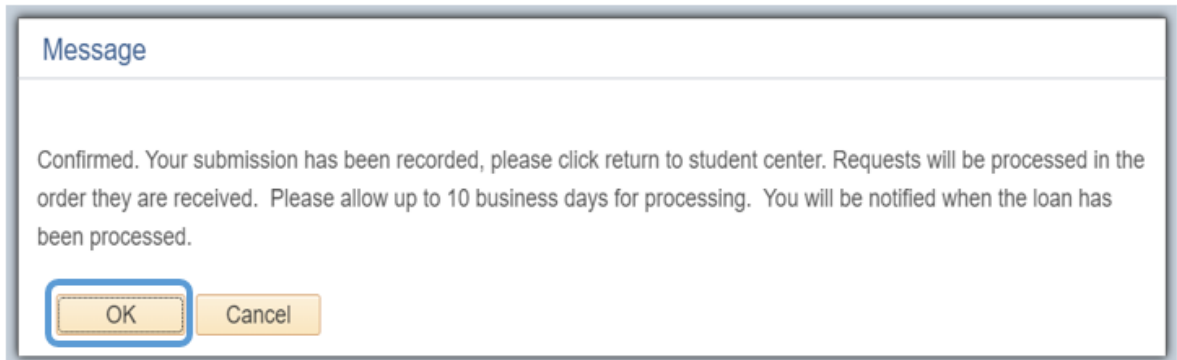 Message
Confirmed. Your submission has been recorded, please click return to student center. Requests will be processed in the
order they are received.  Please allow up to 10 business days for processing.  You will be notified when the loan has
been processed.
OK Cancel